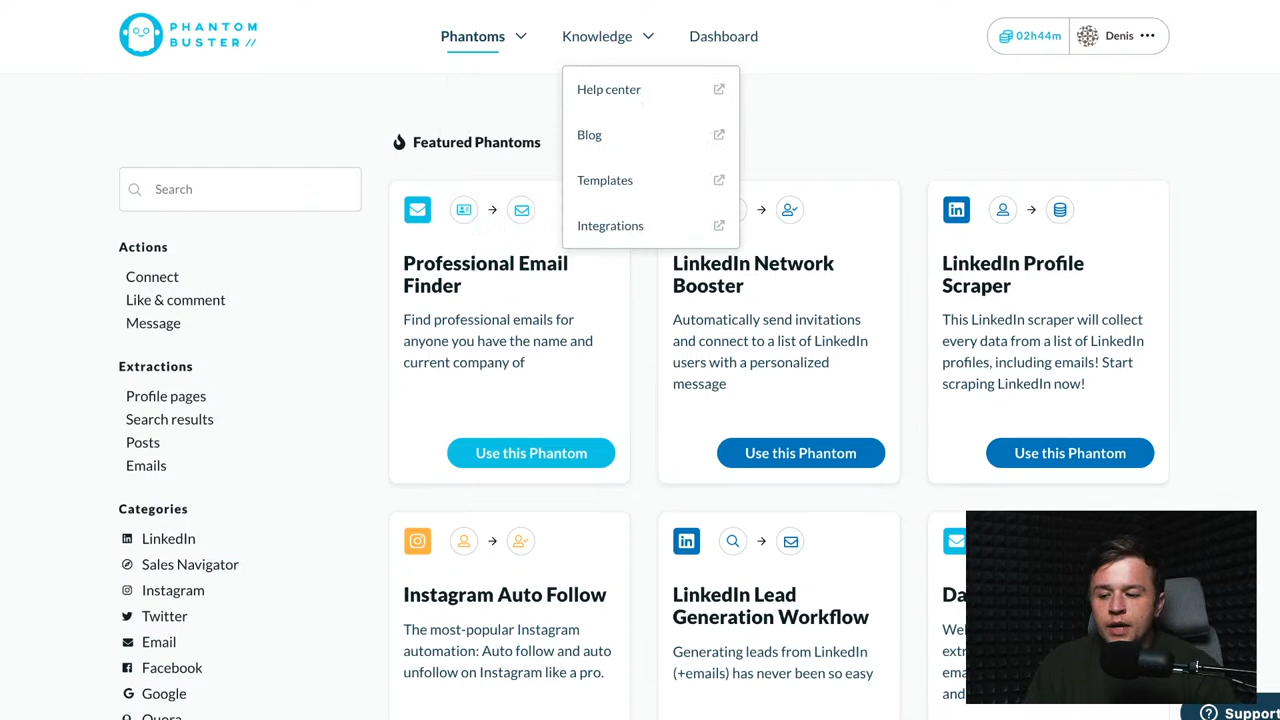 PHANTOM
BUSTER //
Phantoms
Knowledge
Dashboard
02h44m
Denis
Help center
Blog
Templates
Integrations
Search
Actions
Connect
Like & comment
Message
Extractions
Profile pages
Search results
Posts
Emails
Categories
LinkedIn
Sales Navigator
Instagram
Twitter
Email
Facebook
Google
Quora
Featured Phantoms
Professional Email
Finder
Find professional emails for
anyone you have the name and
current company of
Use this Phantom
LinkedIn Network
Booster
Automatically send invitations
and connect to a list of LinkedIn
users with a personalized
message
Use this Phantom
LinkedIn Profile
Scraper
This LinkedIn scraper will collect
every data from a list of LinkedIn
profiles, including emails! Start
scraping LinkedIn now!
Use this Phantom
Instagram Auto Follow
The most-popular Instagram
automation: Auto follow and auto
unfollow on Instagram like a pro.
LinkedIn Lead
Generation Workflow
Generating leads from LinkedIn
(+emails) has never been so easy
and
Support